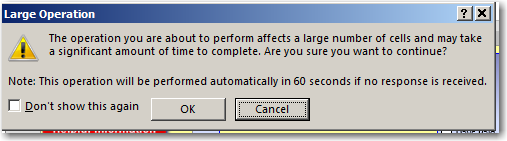 Large Operation
The operation you are about to perform affects a large number of cells and may take
a significant amount of time to complete. Are you sure you want to continue?
Note: This operation will be performed automatically in 60 seconds if no response is received.
Don't show this again
OK
Cancel